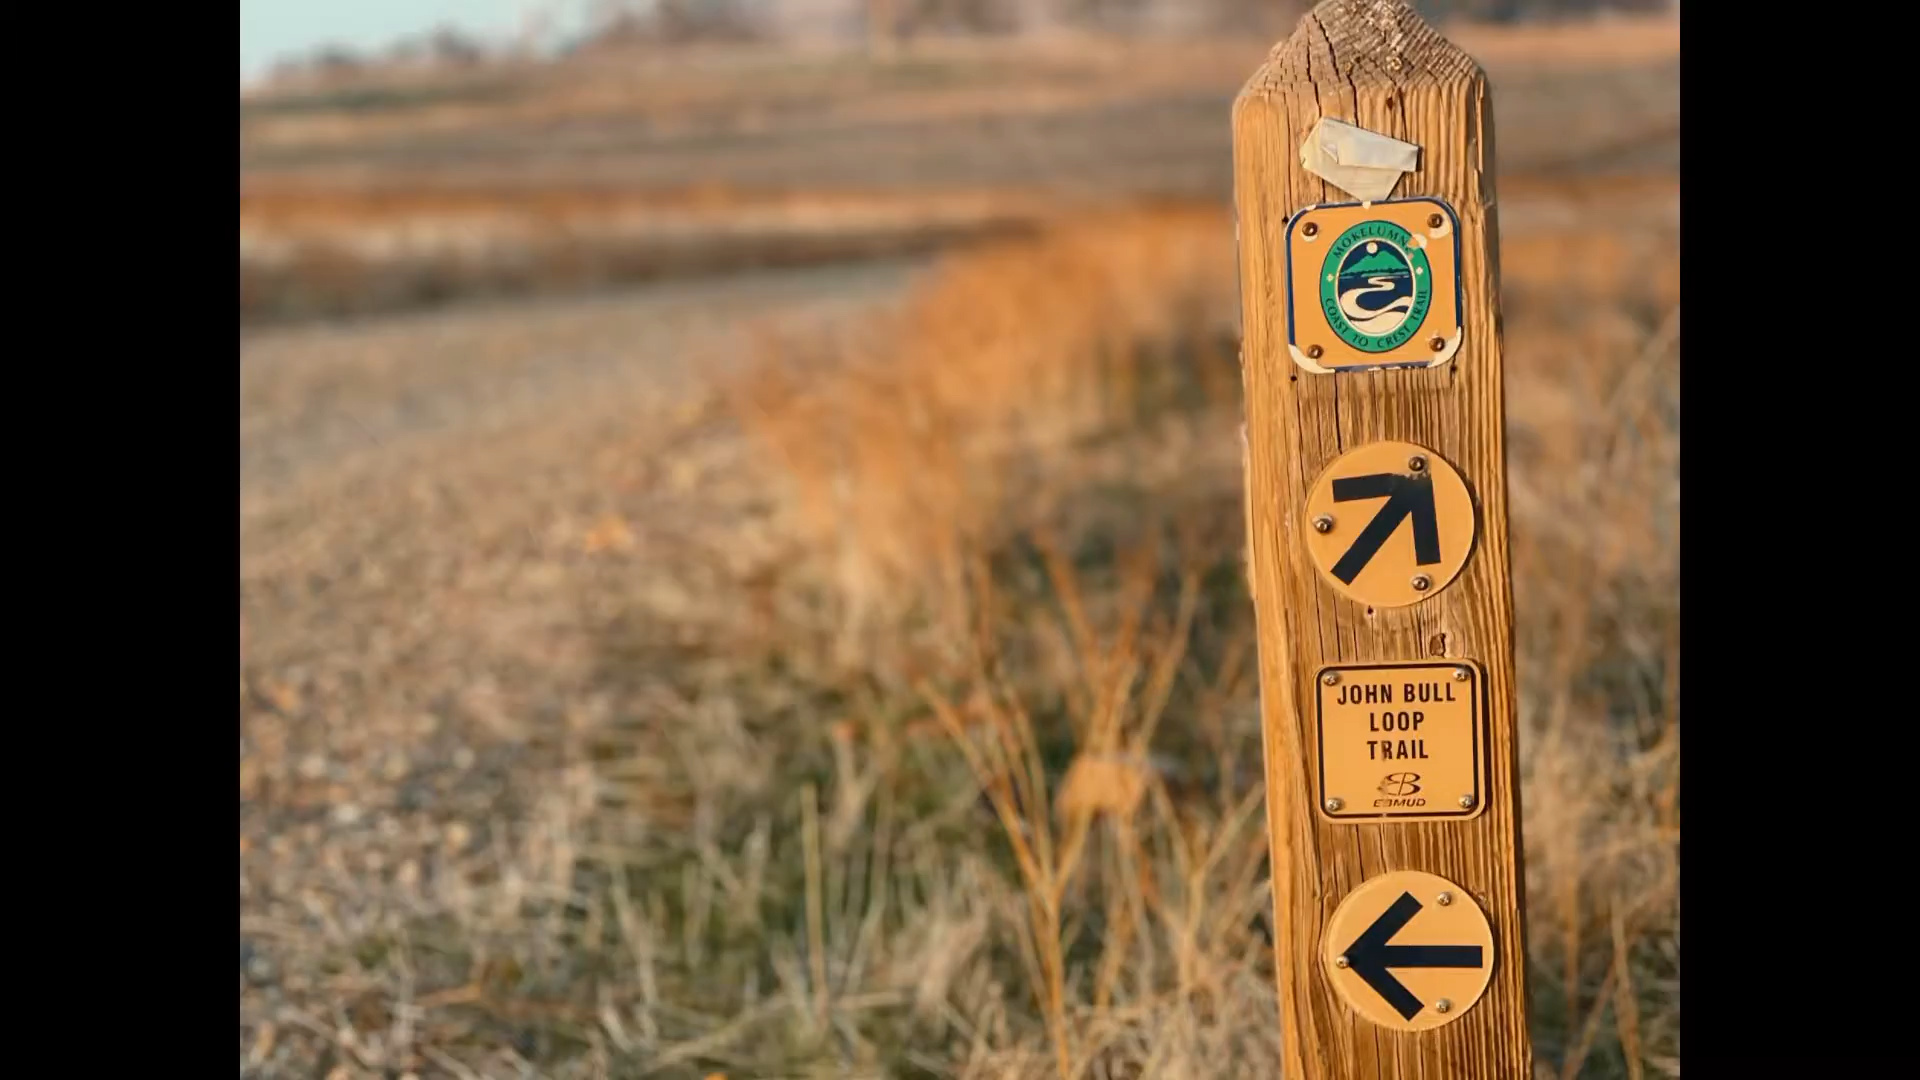 MOKELUMNE
COAST TO CREST TRAIL
JOHN BULL
LOOP
TRAIL
EBMUD